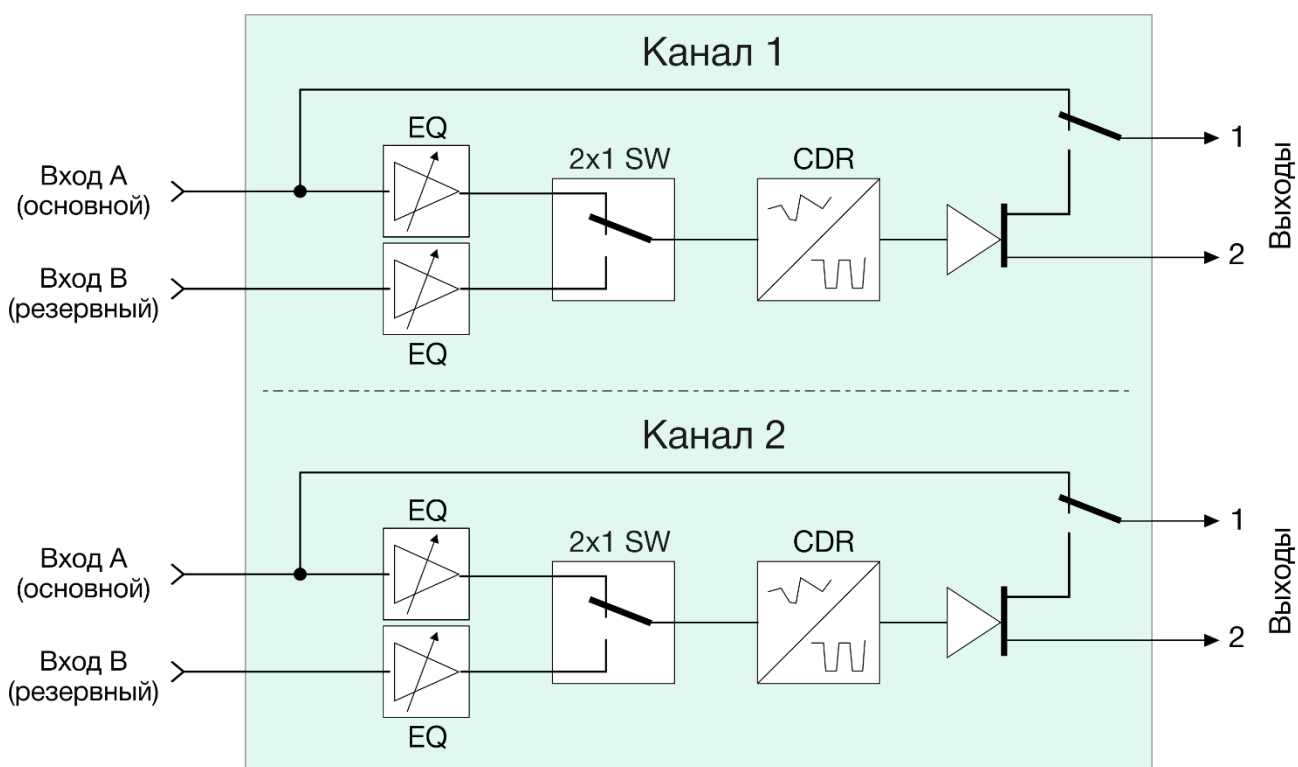 Канал 1
EQ
2x1 SW
CDR
Вход A
(основной)
1
Вход B
(резервный)
2
Выходы
EQ
Канал 2
EQ
2x1 SW
CDR
Вход A
(основной)
1
Вход B
(резервный)
2
Выходы
EQ